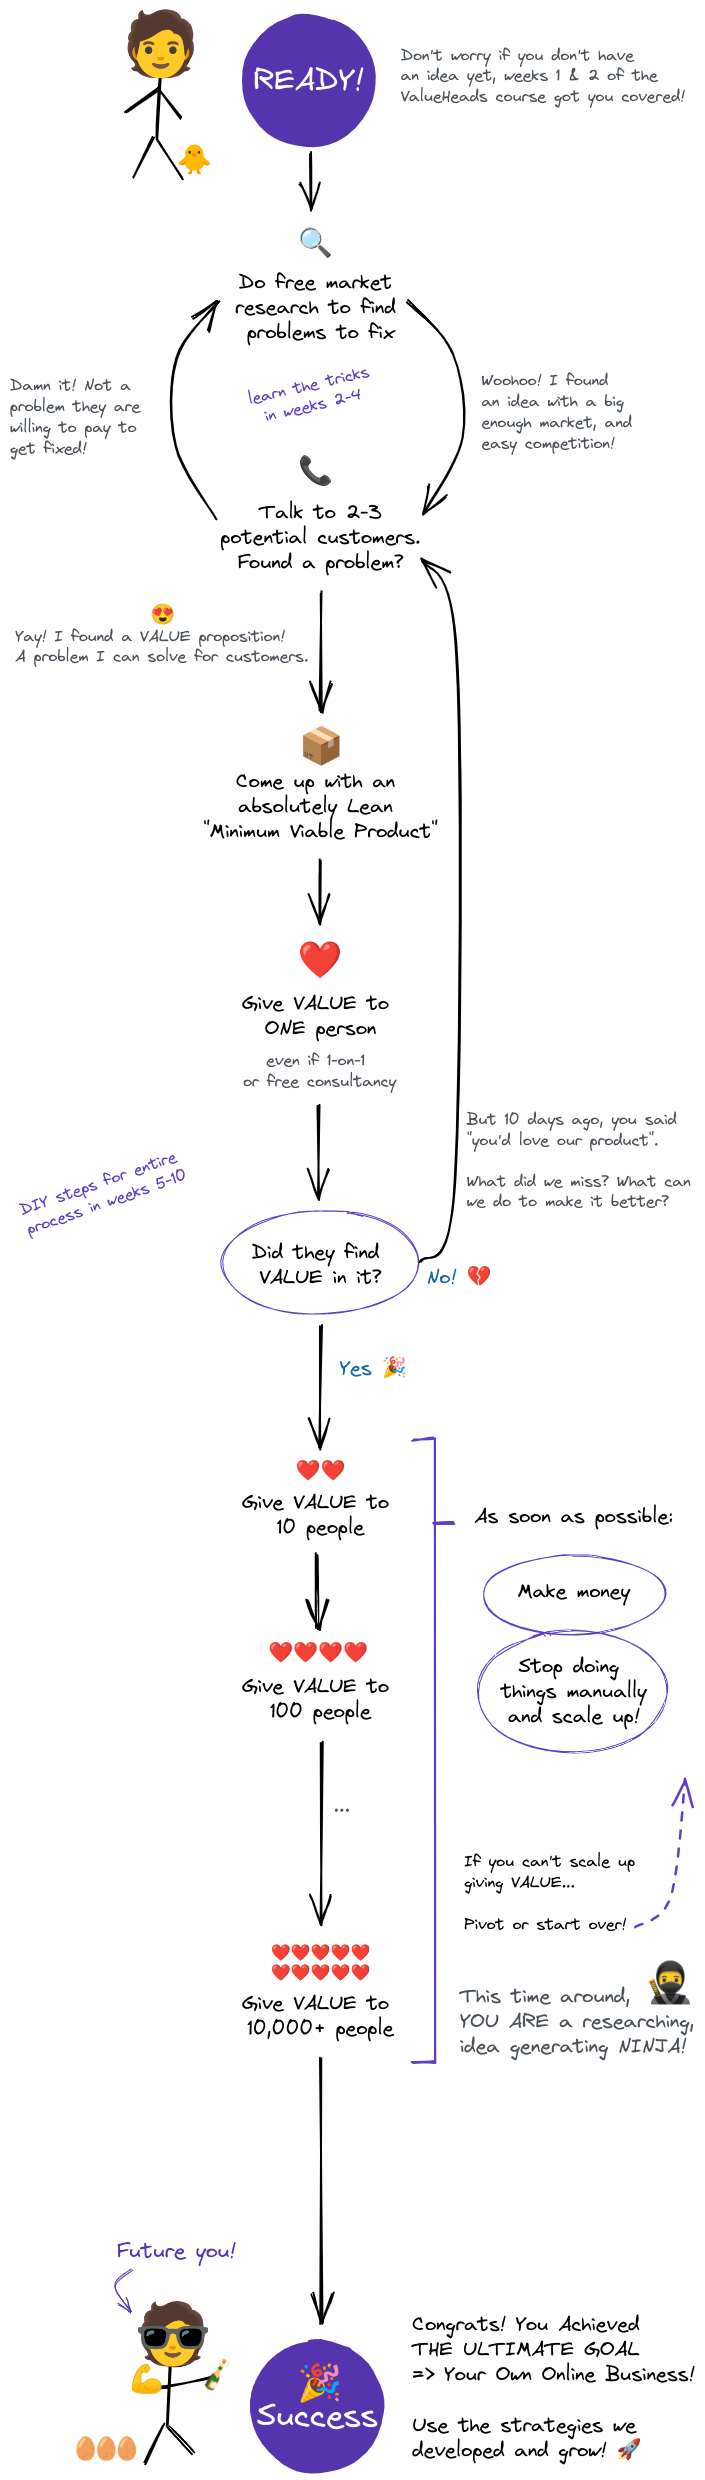 READY!
Don't worry if you don't have
an idea yet, weeks 1 & 2 of the
ValueHeads course got you covered!
Do free market
research to find
problems to fix
Damn it! Not a
problem they are
willing to pay to
get fixed!
learn the tricks
in weeks 2-4
Woohoo! I found
an idea with a big
enough market, and
easy competition!
Talk to 2-3
potential customers.
Found a problem?
Yay! I found a VALUE proposition!
A problem I can solve for customers.
Come up with an
absolutely Lean
"Minimum Viable Product"
Give VALUE to
ONE person
even if 1-on-1
or free consultancy
But 10 days ago, you said
"you'd love our product".
What did we miss? What can
we do to make it better?
DIY steps for entire
process in weeks 5-10
Did they find
VALUE in it?
No!
Yes
Give VALUE to
10 people
As soon as possible:
Make money
Stop doing
things manually
and scale up!
Give VALUE to
100 people
...
If you can't scale up
giving VALUE...
Pivot or start over!
Give VALUE to
10,000+ people
This time around,
YOU ARE a researching,
idea generating NINJA!
Future you!
Success
Congrats! You Achieved
THE ULTIMATE GOAL
=> Your Own Online Business!
Use the strategies we
developed and grow!